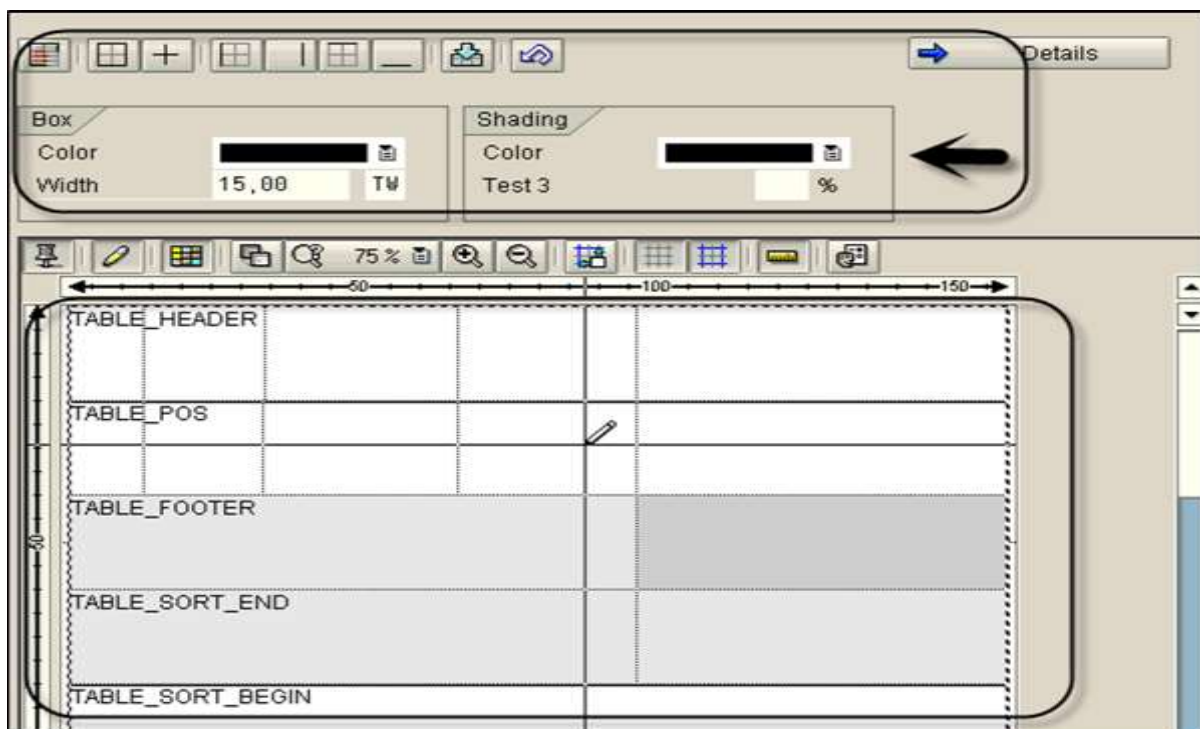 Details
Box Shading
Color Color
Width 15,00 TW Test 3 %
75 %
50 100 150
TABLE_HEADER
TABLE_POS
TABLE_FOOTER
50
TABLE_SORT_END
TABLE_SORT_BEGIN